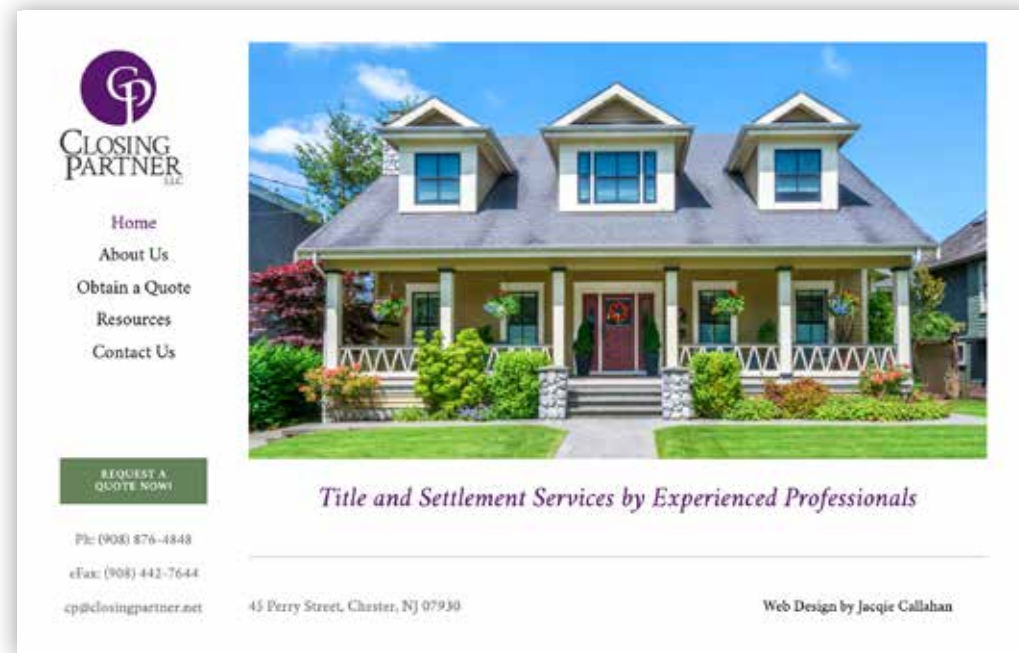 CP
CLOSING
PARTNER
LLC
Home
About Us
Obtain a Quote
Resources
Contact Us
REQUEST A
QUOTE NOW!
Ph: (908) 876-4848
eFax: (908) 442-7644
cp@closingpartner.net
Title and Settlement Services by Experienced Professionals
45 Perry Street, Chester, NJ 07930
Web Design by Jacqie Callahan